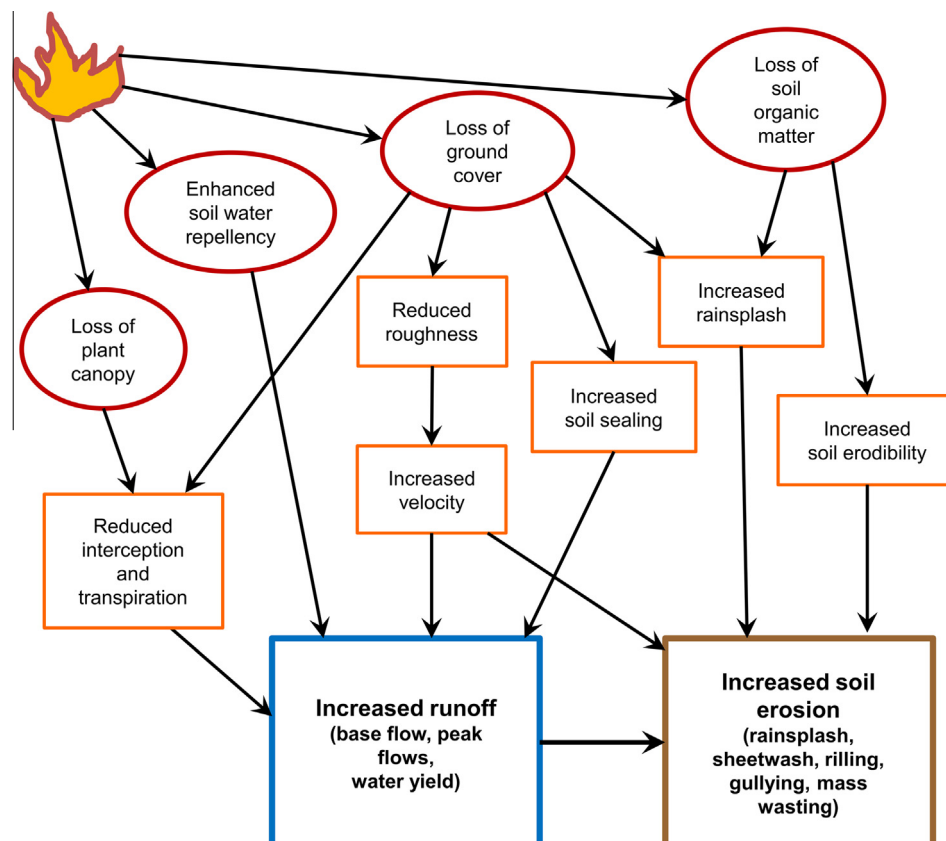 Loss of
soil
organic
matter
Loss of
ground
cover
Enhanced
soil water
repellency
Increased
rainsplash
Reduced
roughness
Loss of
plant
canopy
Increased
soil sealing
Increased
soil erodibility
Increased
velocity
Reduced
interception
and
transpiration
Increased runoff
(base flow, peak
flows,
water yield)
Increased soil
erosion
(rainsplash,
sheetwash, rilling,
gullying, mass
wasting)